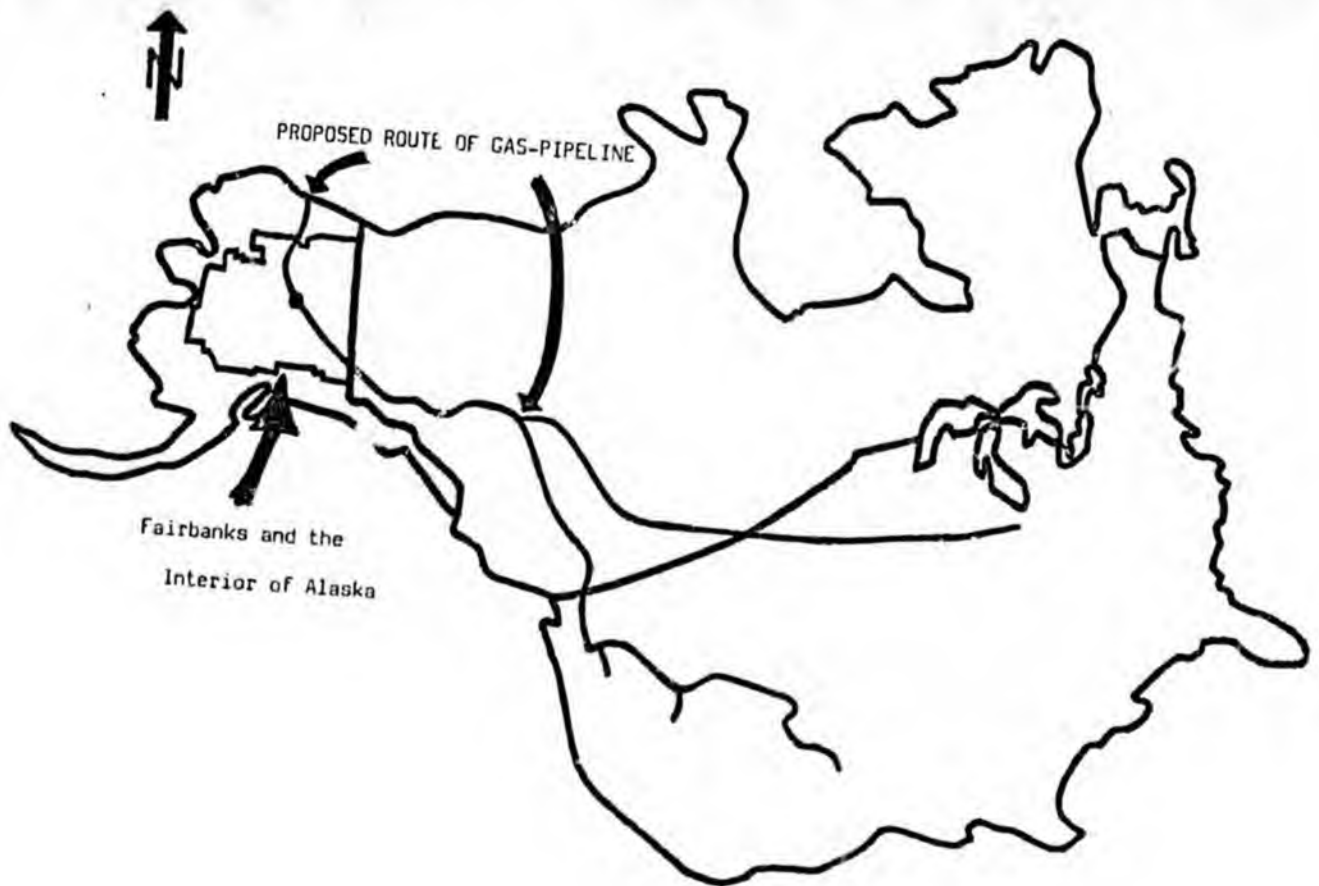 N
PROPOSED ROUTE OF GAS-PIPELINE
Fairbanks and the
Interior of Alaska